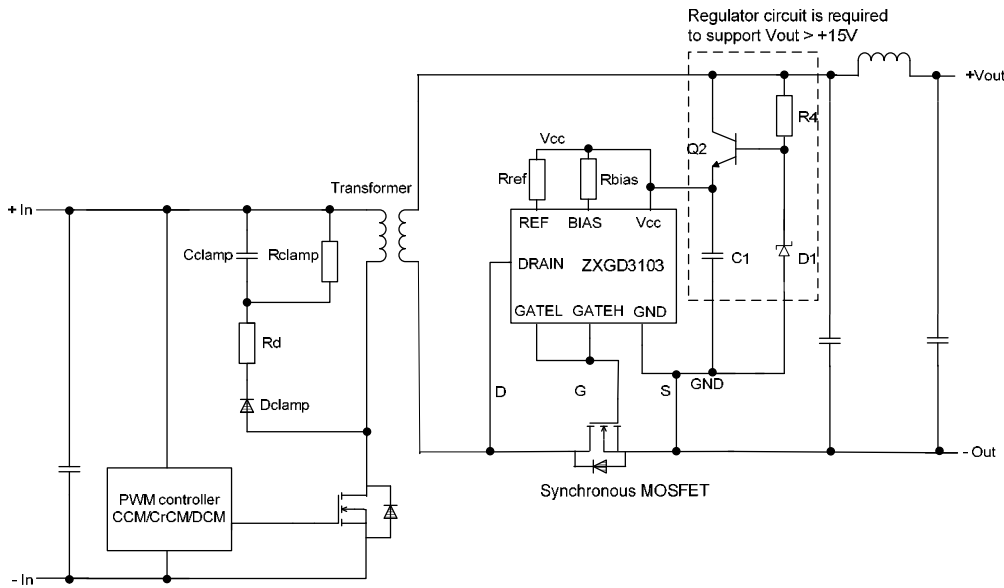 Regulator circuit is required
to support Vout > +15V
+Vout
R4
Q2
Vcc
Rref
Rbias
Transformer
+ In
REF BIAS Vcc
Cclamp
Rclamp
DRAIN ZXGD3103
C1
D1
GATEL GATEH GND
Rd
D
G
S
GND
Dclamp
- Out
Synchronous MOSFET
PWM controller
CCM/CrCM/DCM
- In